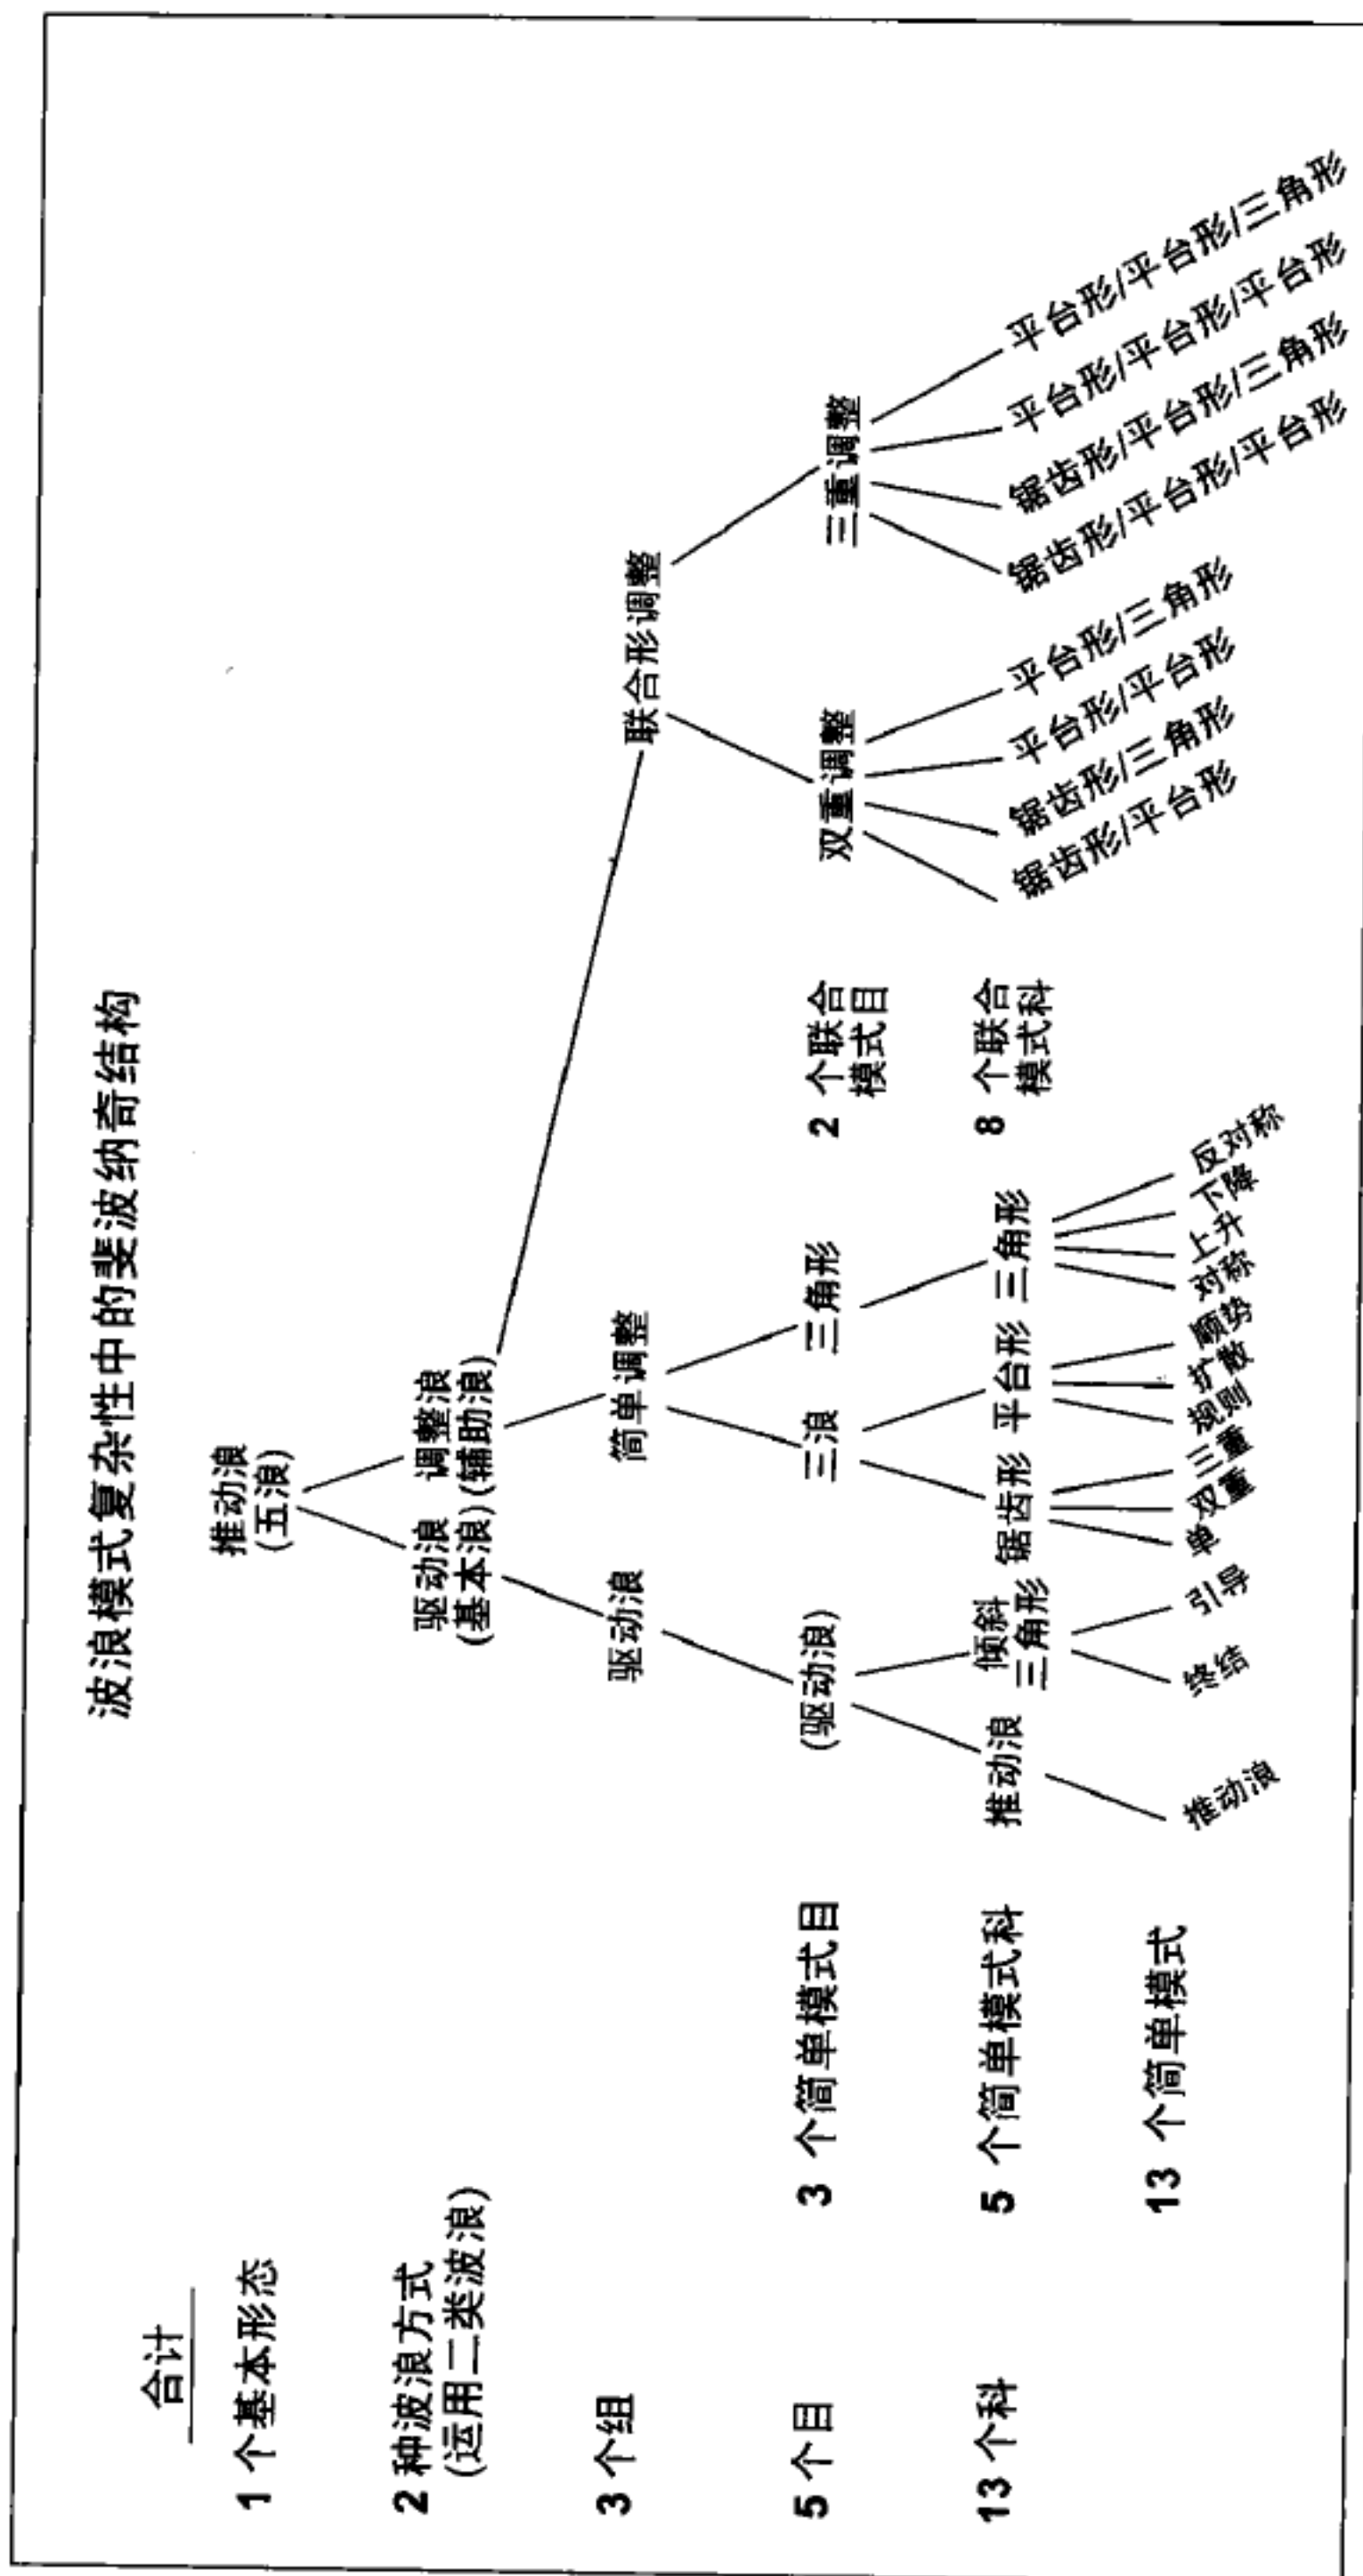 波浪模式复杂性中的斐波纳奇结构
合计
1 个基本形态
推动浪
(五浪)
2 种波浪方式
(运用二类波浪)
驱动浪 调整浪
(基本浪) (辅助浪)
3 个组
驱动浪
简单调整
联合形调整
5 个目
3 个简单模式目
(驱动浪)
三浪
三角形
2 个联合
模式目
双重调整
三重调整
13 个科
5 个简单模式科
推动浪
倾斜
三角形
锯齿形
平台形
三角形
8 个联合
模式科
锯齿形/平台形
锯齿形/三角形
平台形/平台形
平台形/三角形
锯齿形/平台形/平台形
锯齿形/平台形/三角形
平台形/平台形/平台形
平台形/平台形/三角形
13 个简单模式
推动浪
终结
引导
单
双重
三重
规则
扩散
顺势
对称
上升
下降
反对称